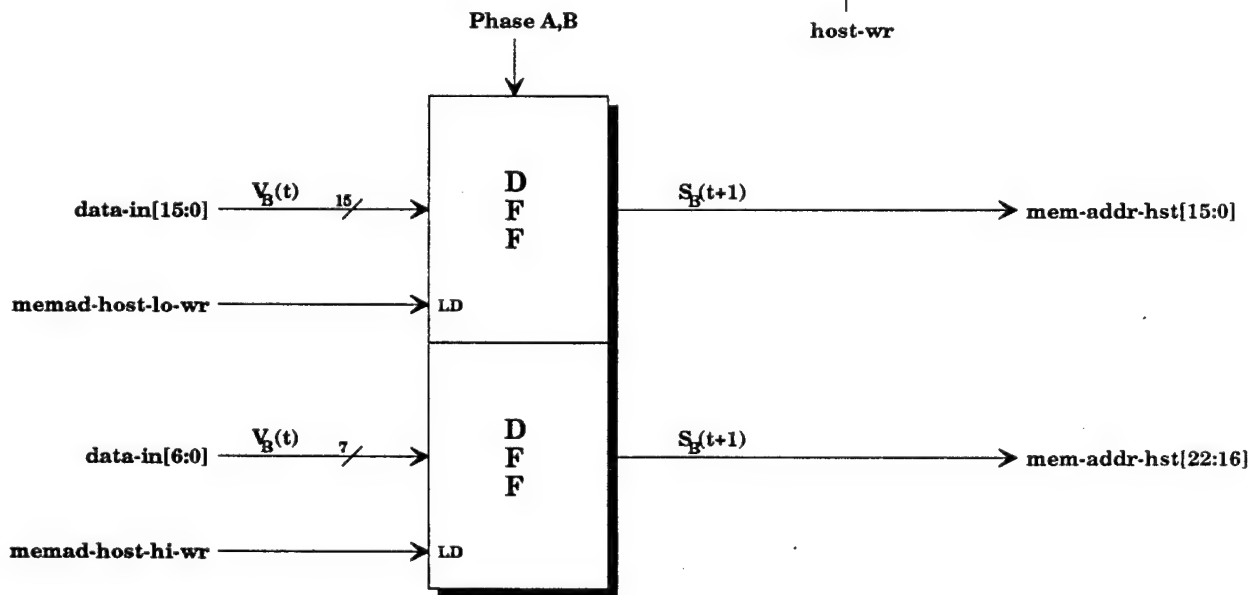 Phase A,B
host-wr
D
F
F
V_B(t)
15
S_B(t+1)
data-in[15:0]
mem-addr-hst[15:0]
memad-host-lo-wr
LD
D
F
F
V_B(t)
7
S_B(t+1)
data-in[6:0]
mem-addr-hst[22:16]
memad-host-hi-wr
LD